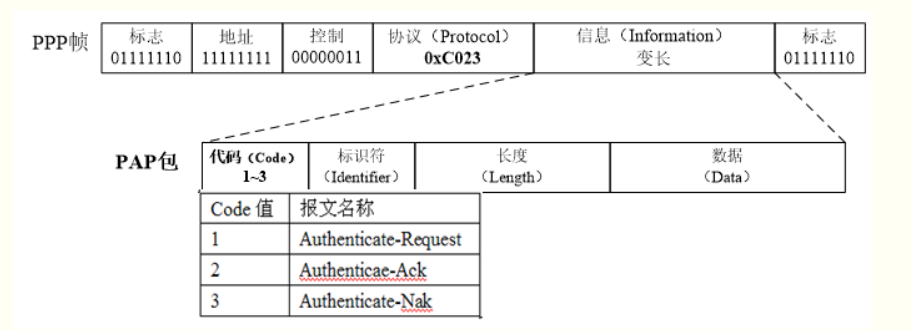 PPP帧
标志
01111110
地址
11111111
控制
00000011
协议（Protocol）
0xC023
信息（Information）
变长
标志
01111110
PAP包
代码（Code）
1~3
标识符
（Identifier）
长度
（Length）
数据
（Data）
Code 值 报文名称
1 Authenticate-Request
2 Authenticae-Ack
3 Authenticate-Nak